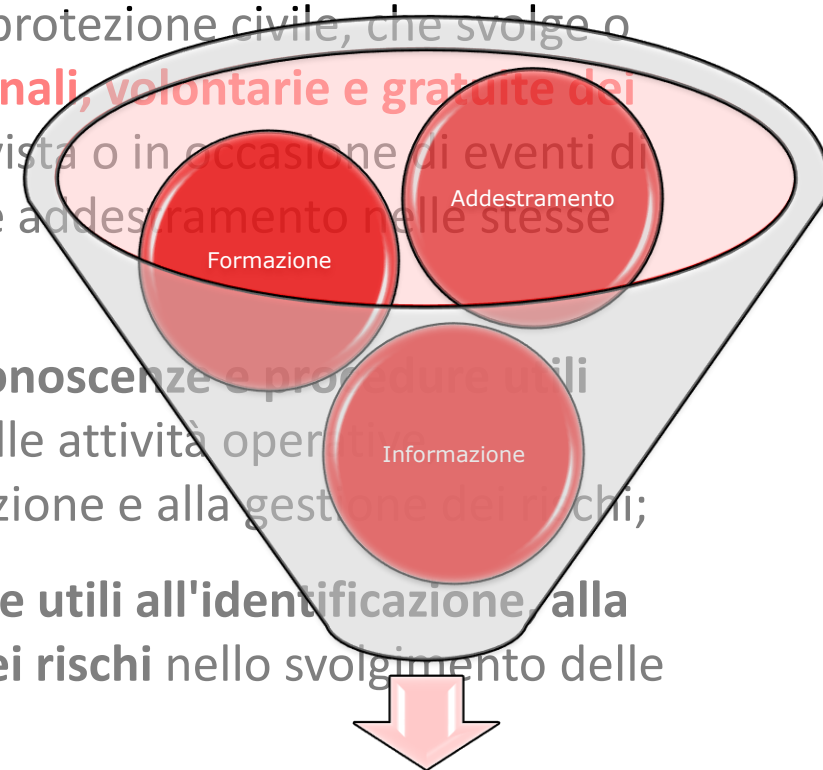 protezione civile, che svolge o
nali, volontarie e gratuite dei
vista o in occasione di eventi di
Addestramento
e addestramento nelle stesse
Formazione
onoscenze e procedure utili
lle attività operative
Informazione
zione e alla gestione dei rischi;
e utili all'identificazione, alla
ei rischi nello svolgimento delle